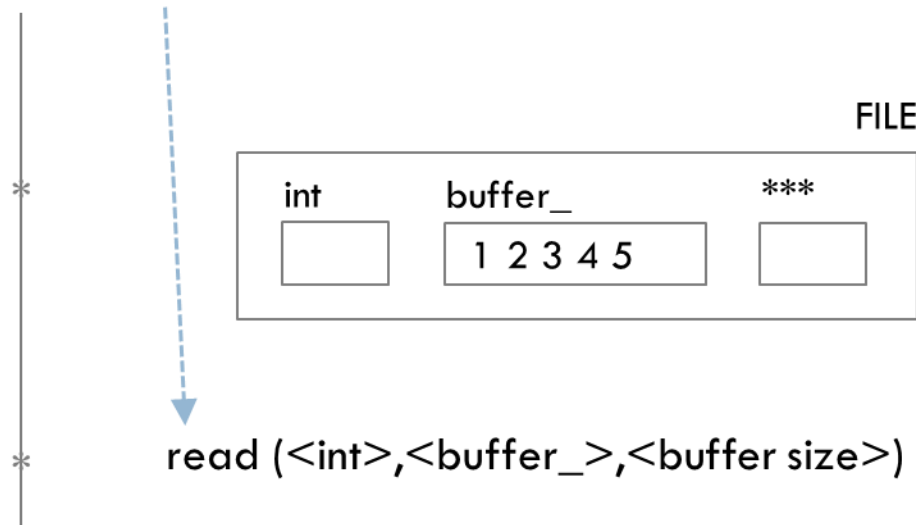 FILE
int buffer_ ***
1 2 3 4 5
*
read (<int>,<buffer_>,<buffer size>)
*